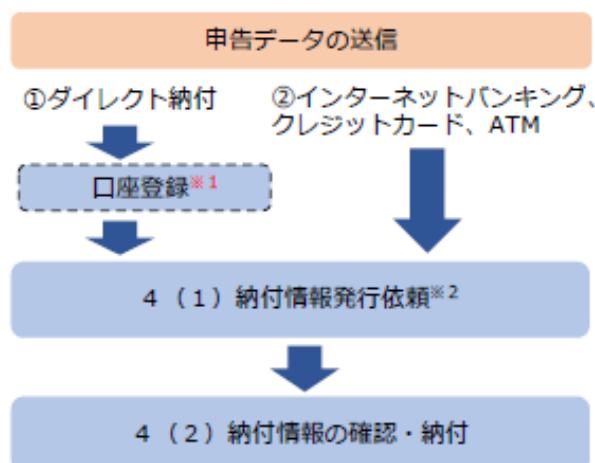 申告データの送信
①ダイレクト納付
②インターネットバンキング、
クレジットカード、ATM
口座登録※1
4（1）納付情報発行依頼※2
4（2）納付情報の確認・納付